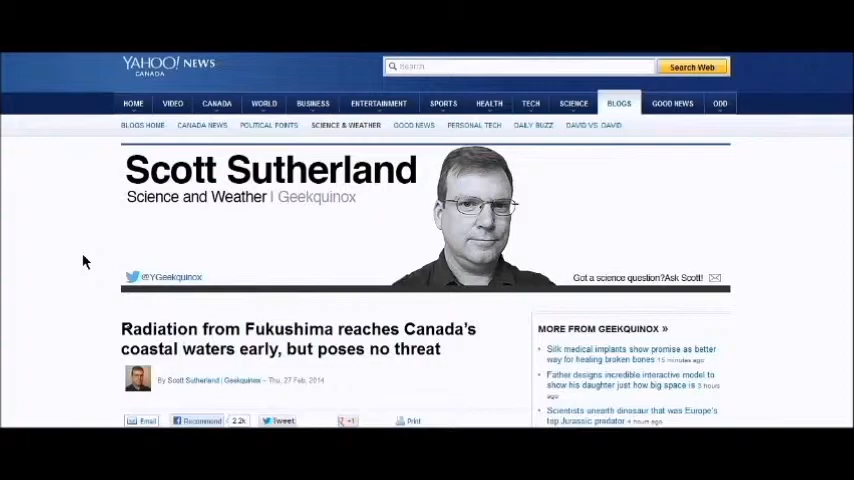 YAHOO! NEWS
CANADA
Search
Search Web
HOME VIDEO CANADA WORLD BUSINESS ENTERTAINMENT SPORTS HEALTH TECH SCIENCE BLOGS GOOD NEWS ODD
BLOGS HOME CANADA NEWS POLITICAL POINTS SCIENCE & WEATHER GOOD NEWS PERSONAL TECH DAILY BUZZ DAVID VS. DAVID
Scott Sutherland
Science and Weather | Geekquinox
@YGeekquinox
Got a science question?Ask Scott!
Radiation from Fukushima reaches Canada's
coastal waters early, but poses no threat
By Scott Sutherland | Geekquinox – Thu, 27 Feb, 2014
Email Recommend 2.2k Tweet +1 Print
MORE FROM GEEKQUINOX »
Silk medical implants show promise as better
way for healing broken bones 15 minutes ago
Father designs incredible interactive model to
show his daughter just how big space is 3 hours
ago
Scientists unearth dinosaur that was Europe's
top Jurassic predator 4 hours ago